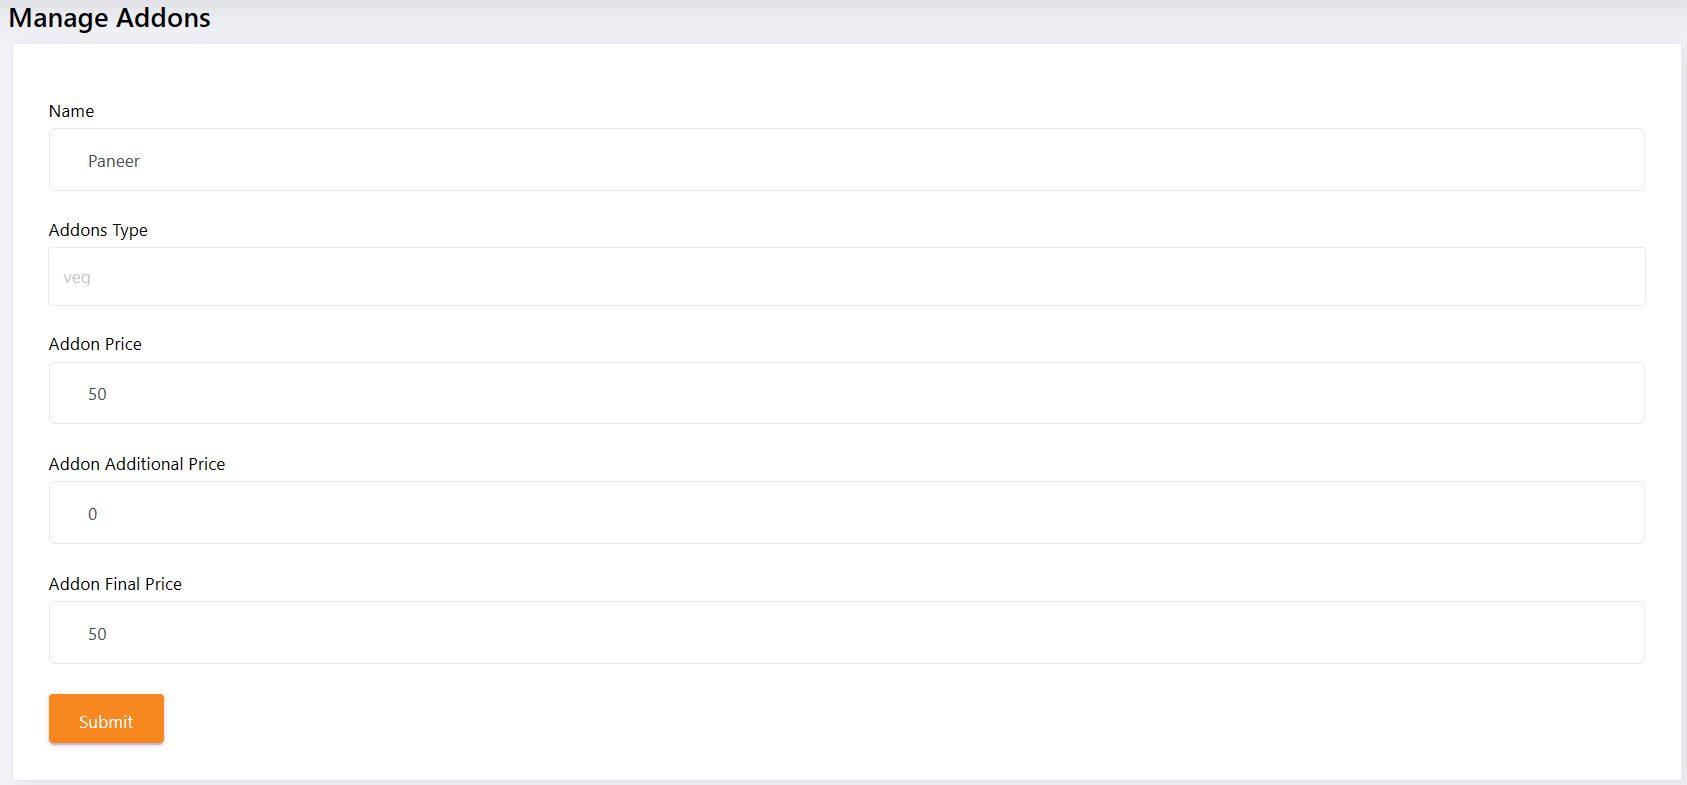 Manage Addons
Name
Paneer
Addons Type
veg
Addon Price
50
Addon Additional Price
0
Addon Final Price
50
Submit